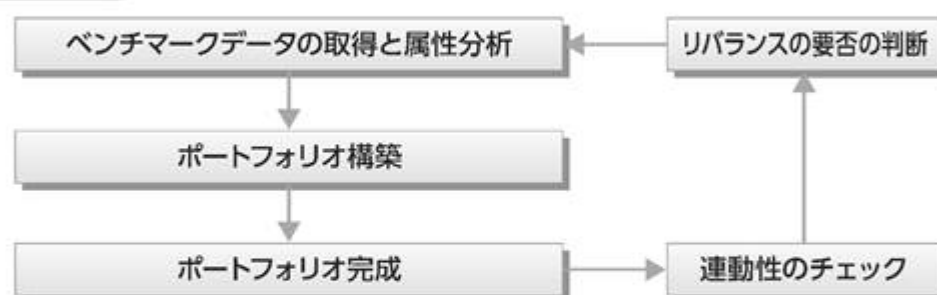 ベンチマークデータの取得と属性分析
リバランスの要否の判断
ポートフォリオ構築
ポートフォリオ完成
連動性のチェック